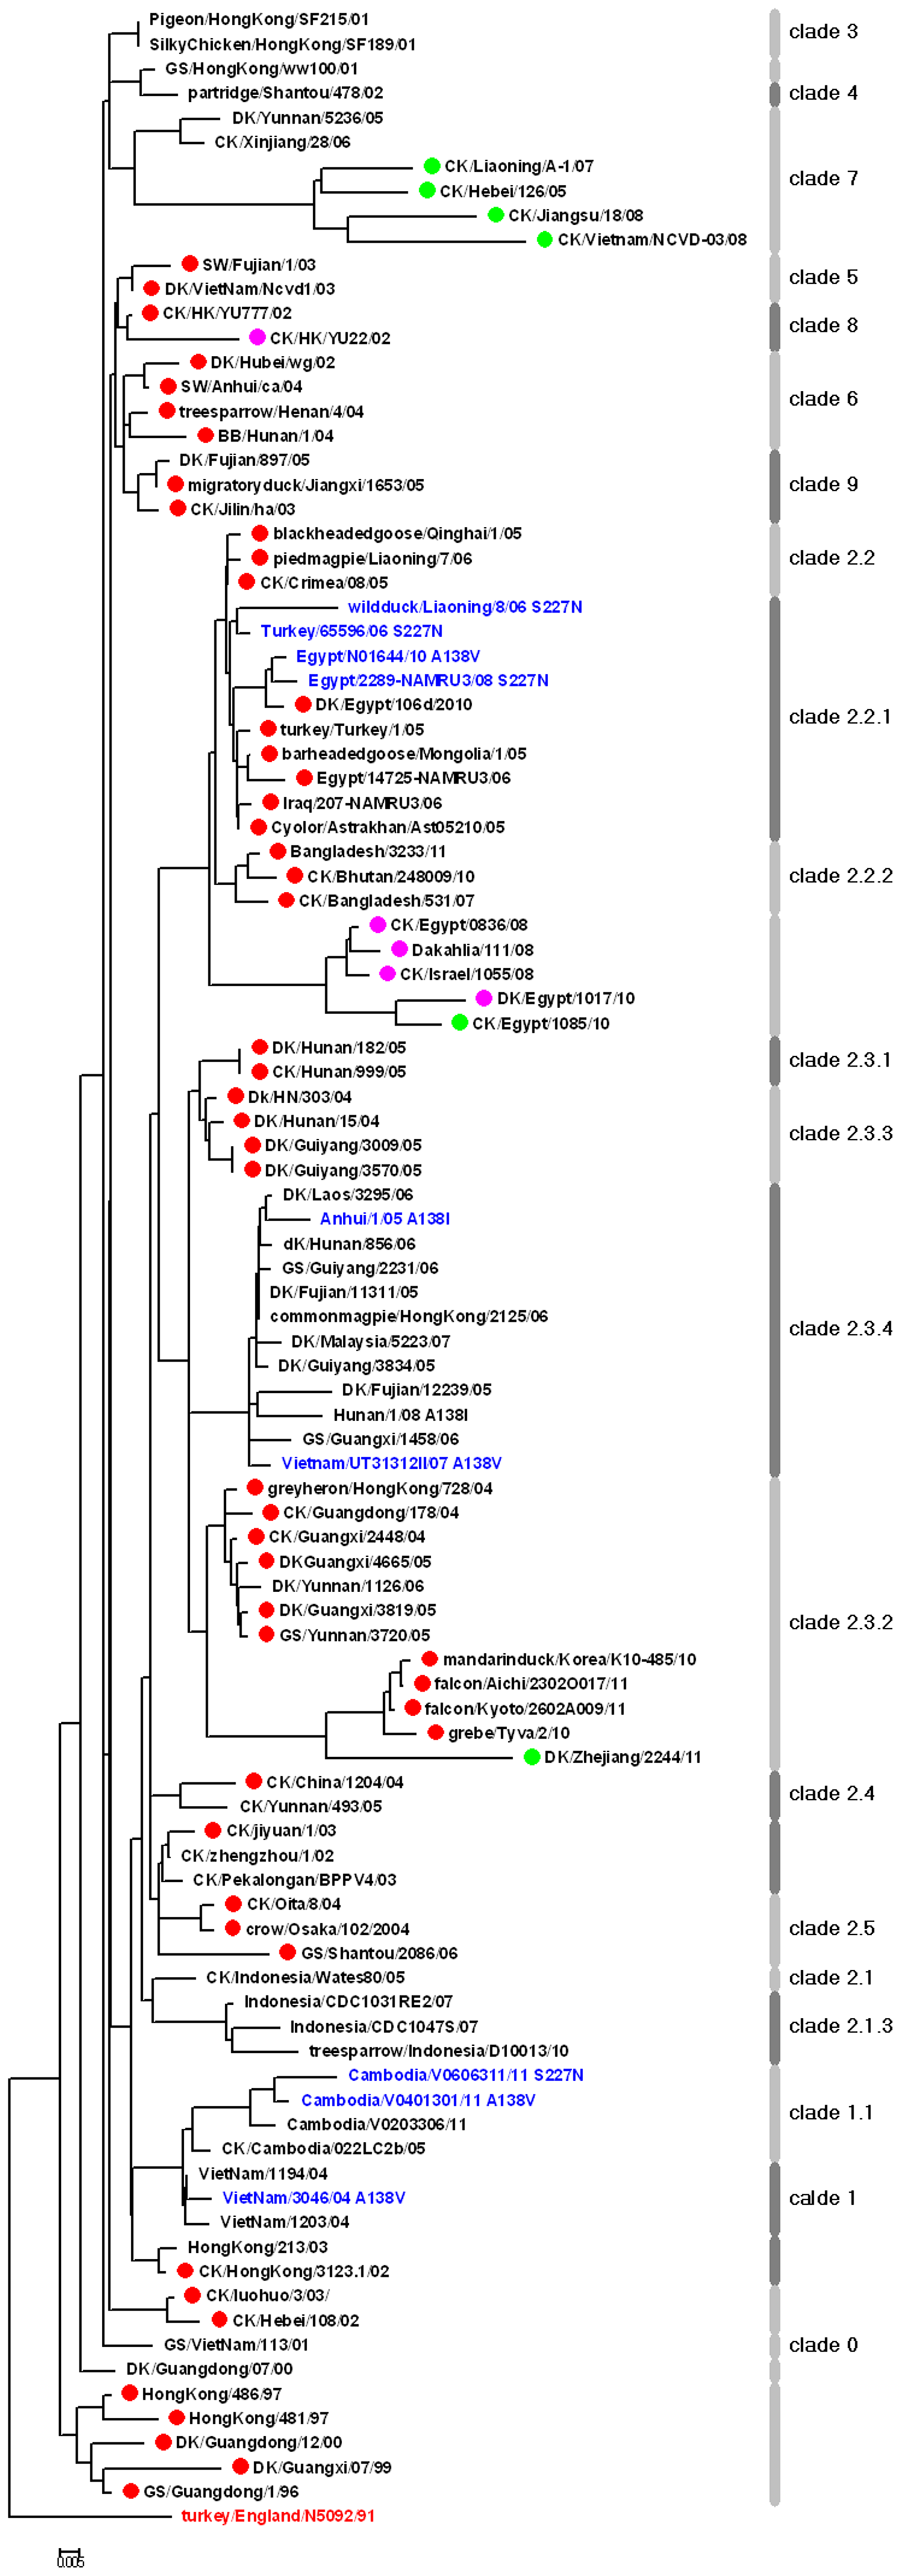 Pigeon/HongKong/SF215/01
clade 3
SilkyChicken/HongKong/SF189/01
GS/HongKong/ww100/01
partridge/Shantou/478/02
clade 4
DK/Yunnan/5236/05
CK/Xinjiang/28/06
CK/Liaoning/A-1/07
clade 7
CK/Hebei/126/05
CK/Jiangsu/18/08
CK/Vietnam/NCVD-03/08
SW/Fujian/1/03
clade 5
DK/VietNam/Ncvd1/03
CK/HK/YU777/02
clade 8
CK/HK/YU22/02
DK/Hubei/wg/02
SW/Anhui/ca/04
clade 6
treesparrow/Henan/4/04
BB/Hunan/1/04
DK/Fujian/897/05
migratoryduck/Jiangxi/1653/05
clade 9
CK/Jilin/ha/03
blackheadedgoose/Qinghai/1/05
piedmagpie/Liaoning/7/06
clade 2.2
CK/Crimea/08/05
wildduck/Liaoning/8/06 S227N
Turkey/65596/06 S227N
Egypt/N01644/10 A138V
Egypt/2289-NAMRU3/08 S227N
DK/Egypt/106d/2010
clade 2.2.1
turkey/Turkey/1/05
barheadedgoose/Mongolia/1/05
Egypt/14725-NAMRU3/06
Iraq/207-NAMRU3/06
Cyolor/Astrakhan/Ast05210/05
Bangladesh/3233/11
CK/Bhutan/248009/10
clade 2.2.2
CK/Bangladesh/531/07
CK/Egypt/0836/08
Dakahlia/111/08
CK/Israel/1055/08
DK/Egypt/1017/10
CK/Egypt/1085/10
DK/Hunan/182/05
clade 2.3.1
CK/Hunan/999/05
Dk/HN/303/04
DK/Hunan/15/04
clade 2.3.3
DK/Guiyang/3009/05
DK/Guiyang/3570/05
DK/Laos/3295/06
Anhui/1/05 A138I
dK/Hunan/856/06
GS/Guiyang/2231/06
DK/Fujian/11311/05
commonmagpie/HongKong/2125/06
clade 2.3.4
DK/Malaysia/5223/07
DK/Guiyang/3834/05
DK/Fujian/12239/05
Hunan/1/08 A138I
GS/Guangxi/1458/06
Vietnam/UT31312II/07 A138V
greyheron/HongKong/728/04
CK/Guangdong/178/04
CK/Guangxi/2448/04
DKGuangxi/4665/05
DK/Yunnan/1126/06
DK/Guangxi/3819/05
clade 2.3.2
GS/Yunnan/3720/05
mandarinduck/Korea/K10-485/10
falcon/Aichi/2302O017/11
falcon/Kyoto/2602A009/11
grebe/Tyva/2/10
DK/Zhejiang/2244/11
CK/China/1204/04
clade 2.4
CK/Yunnan/493/05
CK/jiyuan/1/03
CK/zhengzhou/1/02
CK/Pekalongan/BPPV4/03
CK/Oita/8/04
clade 2.5
crow/Osaka/102/2004
GS/Shantou/2086/06
CK/Indonesia/Wates80/05
clade 2.1
Indonesia/CDC1031RE2/07
Indonesia/CDC1047S/07
clade 2.1.3
treesparrow/Indonesia/D10013/10
Cambodia/V0606311/11 S227N
Cambodia/V0401301/11 A138V
clade 1.1
Cambodia/V0203306/11
CK/Cambodia/022LC2b/05
VietNam/1194/04
VietNam/3046/04 A138V
calde 1
VietNam/1203/04
HongKong/213/03
CK/HongKong/3123.1/02
CK/luohuo/3/03/
CK/Hebei/108/02
GS/VietNam/113/01
clade 0
DK/Guangdong/07/00
HongKong/486/97
HongKong/481/97
DK/Guangdong/12/00
DK/Guangxi/07/99
GS/Guangdong/1/96
turkey/England/N5092/91
0.005